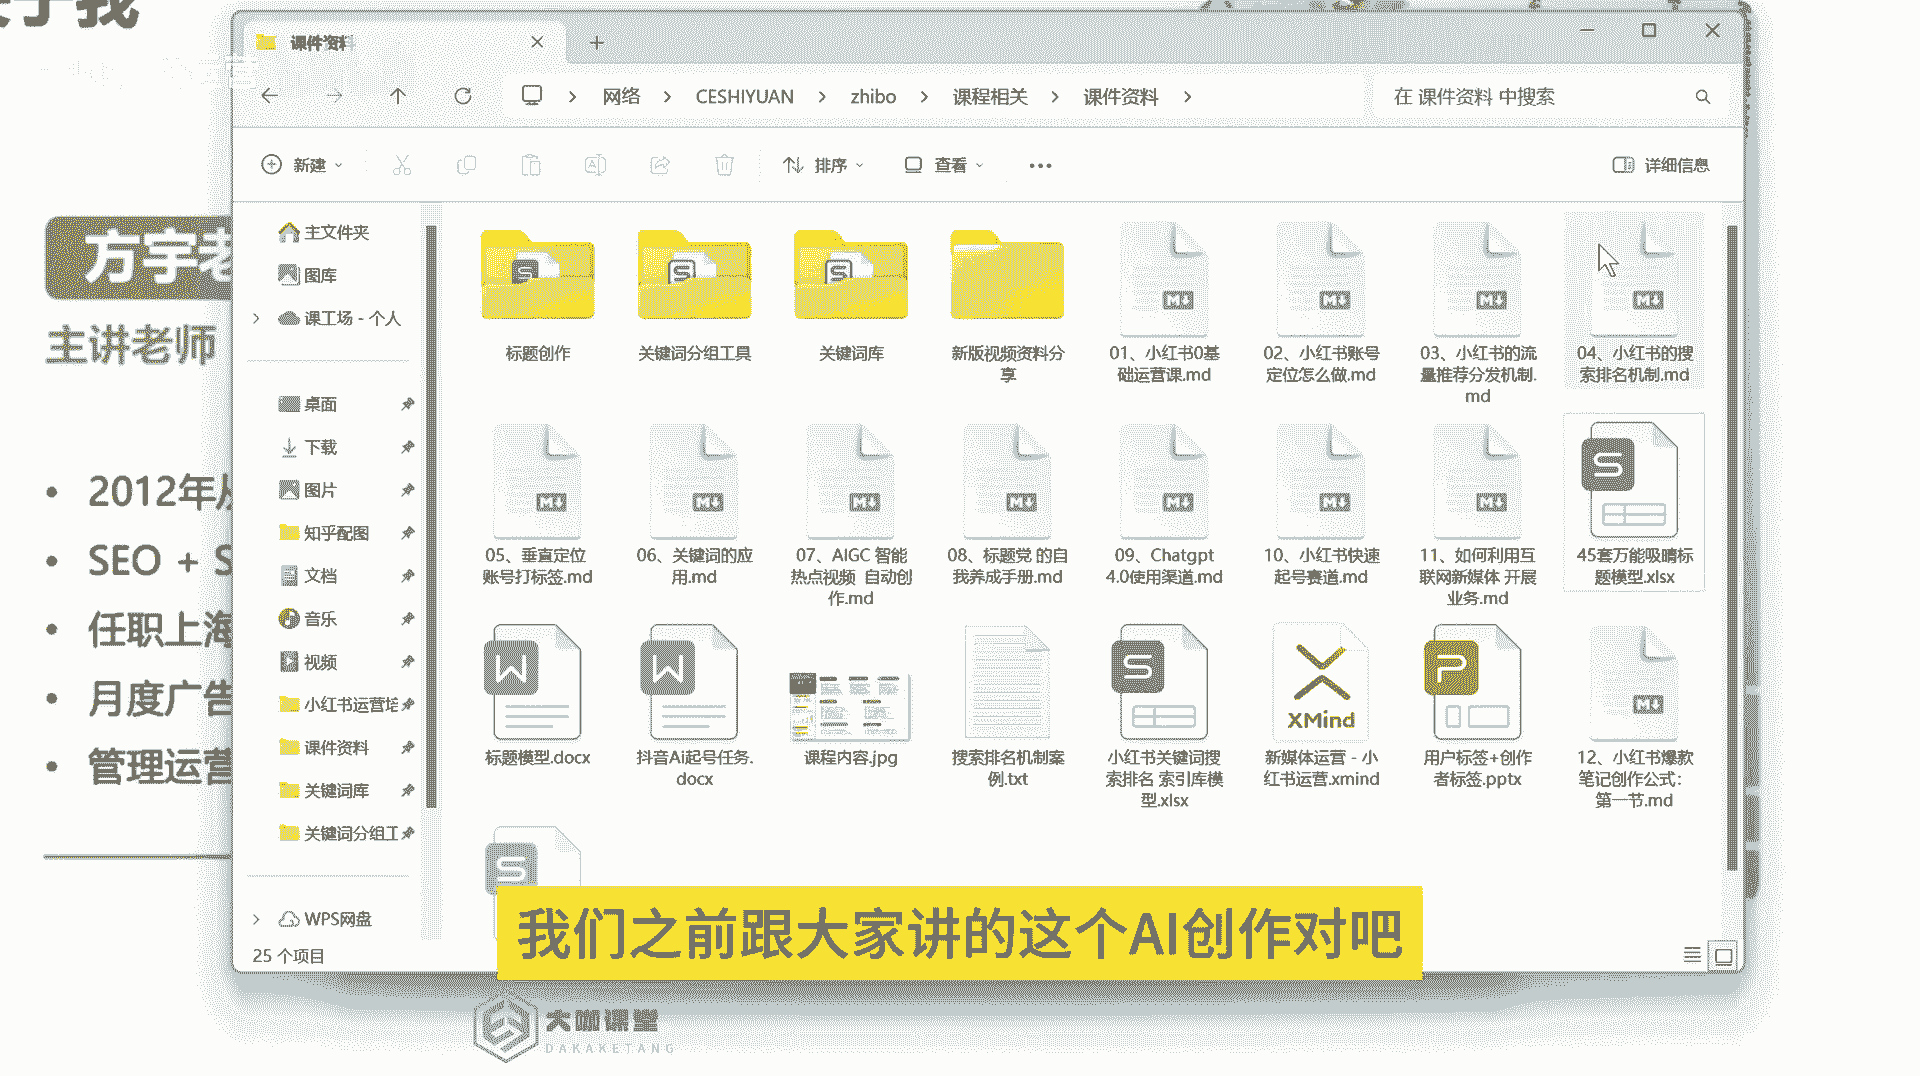 课件资料
网络
CESHIYUAN
zhibo
课程相关
课件资料
在 课件资料 中搜索
新建
排序
查看
详细信息
方宇老
主讲老师
2012年从
SEO + S
任职上海
月度广告
管理运营
主文件夹
图库
课工场 - 个人
桌面
下载
图片
知乎配图
文档
音乐
视频
小红书运营培
课件资料
关键词库
关键词分组工
WPS网盘
25 个项目
标题创作
关键词分组工具
关键词库
新版视频资料分
享
01、小红书0基
础运营课.md
02、小红书账号
定位怎么做.md
03、小红书的流
量推荐分发机制.
md
04、小红书的搜
索排名机制.md
05、垂直定位
账号打标签.md
06、关键词的应
用.md
07、AIGC 智能
热点视频 自动创
作.md
08、标题党 的自
我养成手册.md
09、Chatgpt
4.0使用渠道.md
10、小红书快速
起号赛道.md
11、如何利用互
联网新媒体 开展
业务.md
45套万能吸睛标
题模型.xlsx
标题模型.docx
抖音Ai起号任务.
docx
课程内容.jpg
搜索排名机制案
例.txt
小红书关键词搜
索排名 索引库模
型.xlsx
XMind
新媒体运营 - 小
红书运营.xmind
用户标签+创作
者标签.pptx
12、小红书爆款
笔记创作公式：
第一节.md
我们之前跟大家讲的这个AI创作对吧
大咖课堂
DAKAKETANG